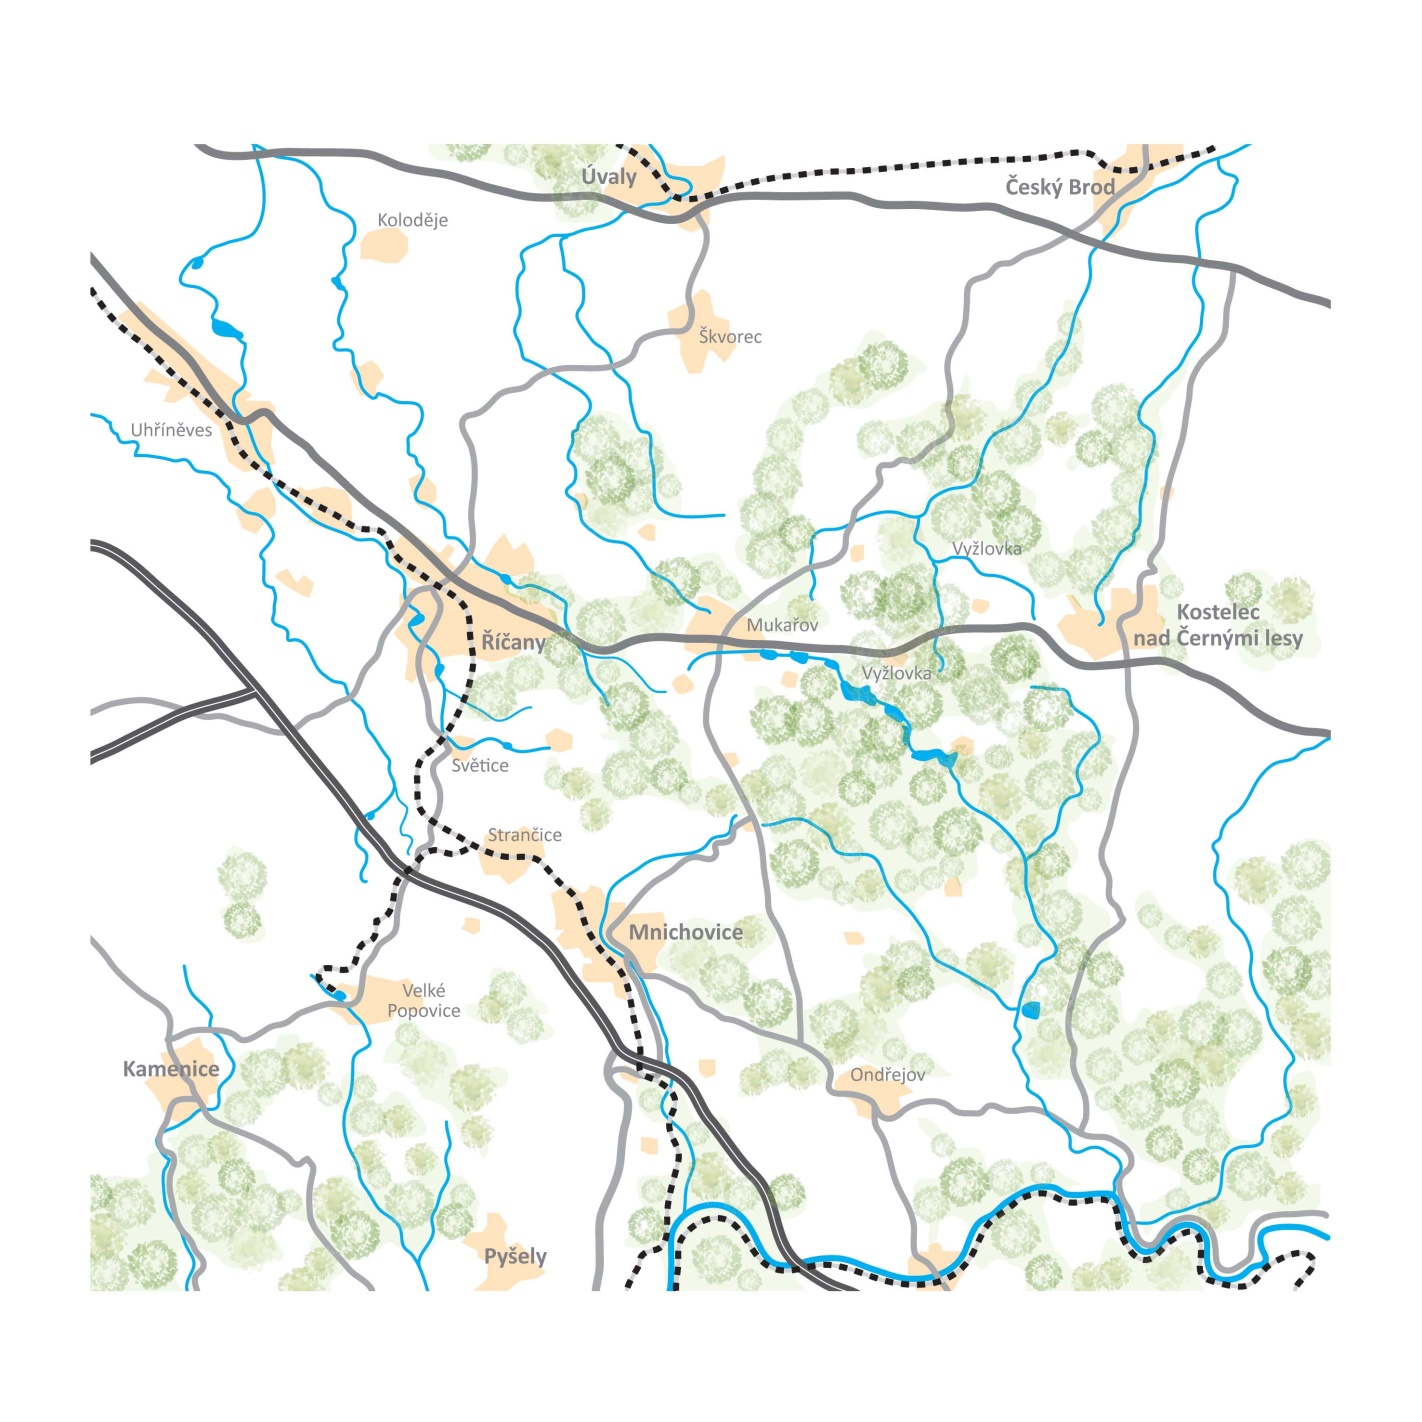 Úvaly
Český Brod
Koloděje
Škvorec
Uhříněves
Vyžlovka
Kostelec
nad Černými lesy
Mukařov
Říčany
Vyžlovka
Světice
Strančice
Mnichovice
Velké
Popovice
Kamenice
Ondřejov
Pyšely